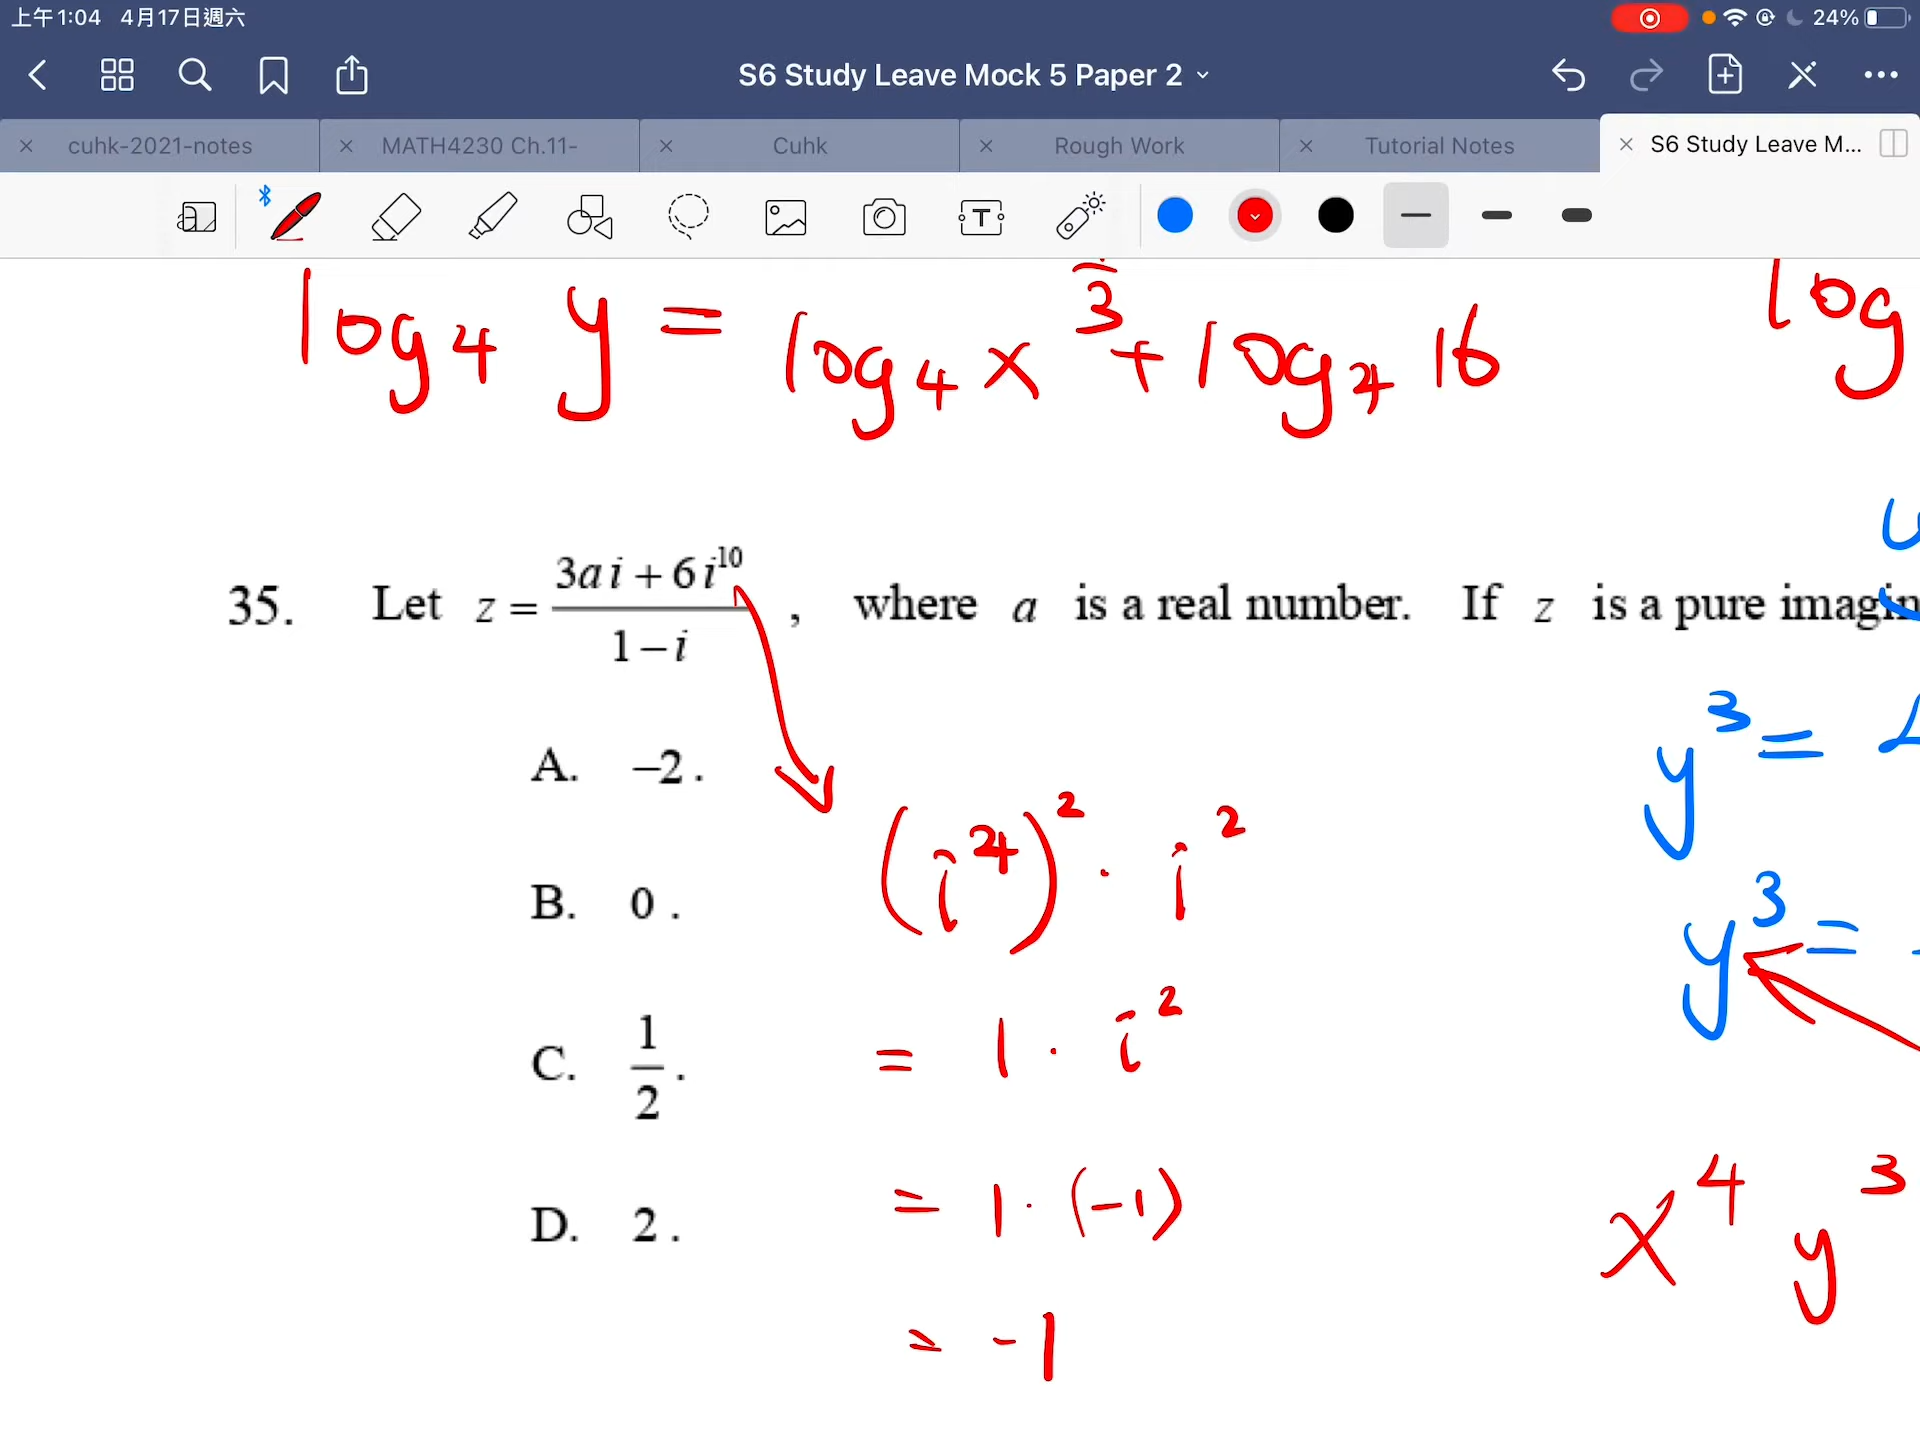 上午1:04 4月17日週六
24%
S6 Study Leave Mock 5 Paper 2
cuhk-2021-notes
MATH4230 Ch.11-
Cuhk
Rough Work
Tutorial Notes
S6 Study Leave M...
log₄ y = log₄ x^3 + log₄ 16
log
35. Let z = (3ai + 6i^10)/(1 − i), where a is a real number. If z is a pure imagin
A. −2.
B. 0.
C. 1/2.
D. 2.
(i^4)^2 · i^2
= 1 · i^2
= 1 · (−1)
= -1
y^3 =
y^3 =
x^4 y^3